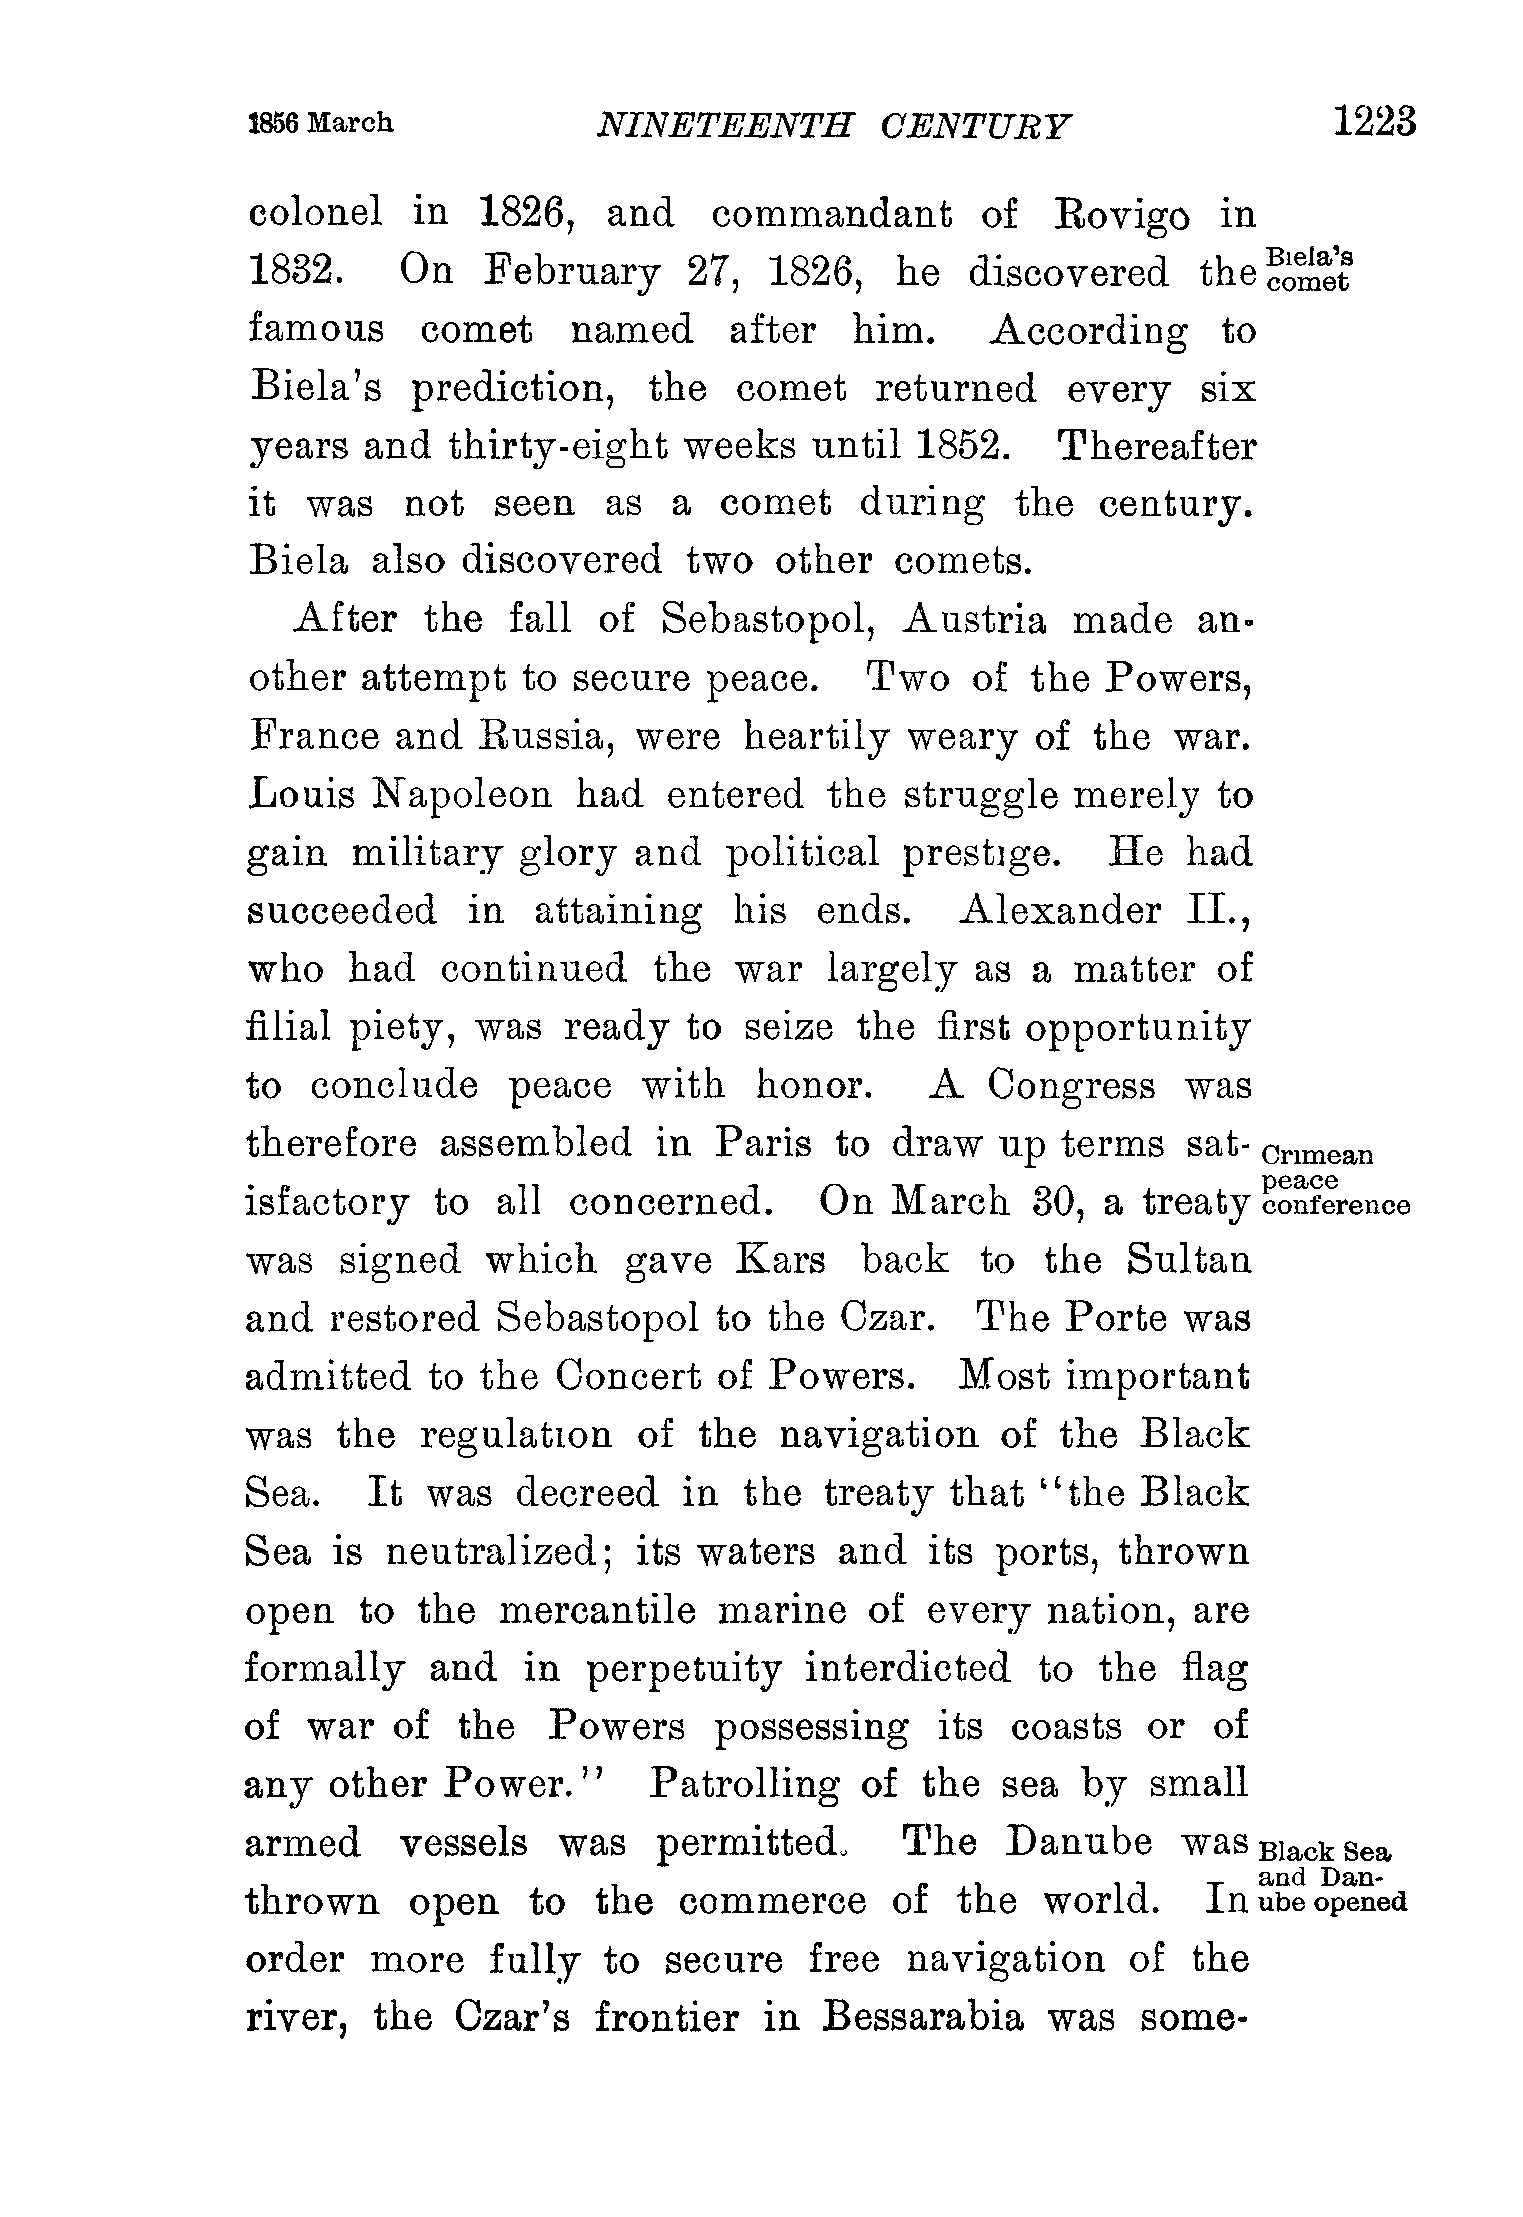 1856 March NINETEENTH CENTURY 1223
colonel in 1826, and commandant of Rovigo in
1832. On February 27, 1826, he discovered the
Biela's
comet
famous comet named after him. According to
Biela's prediction, the comet returned every six
years and thirty-eight weeks until 1852. Thereafter
it was not seen as a comet during the century.
Biela also discovered two other comets.
After the fall of Sebastopol, Austria made an-
other attempt to secure peace. Two of the Powers,
France and Russia, were heartily weary of the war.
Louis Napoleon had entered the struggle merely to
gain military glory and political prestige. He had
succeeded in attaining his ends. Alexander II.,
who had continued the war largely as a matter of
filial piety, was ready to seize the first opportunity
to conclude peace with honor. A Congress was
therefore assembled in Paris to draw up terms sat-
isfactory to all concerned. On March 30, a treaty
Crimean
peace
conference
was signed which gave Kars back to the Sultan
and restored Sebastopol to the Czar. The Porte was
admitted to the Concert of Powers. Most important
was the regulation of the navigation of the Black
Sea. It was decreed in the treaty that "the Black
Sea is neutralized; its waters and its ports, thrown
open to the mercantile marine of every nation, are
formally and in perpetuity interdicted to the flag
of war of the Powers possessing its coasts or of
any other Power." Patrolling of the sea by small
armed vessels was permitted. The Danube was
thrown open to the commerce of the world. In
Black Sea
and Dan-
ube opened
order more fully to secure free navigation of the
river, the Czar's frontier in Bessarabia was some-